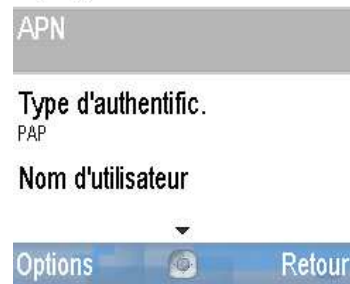 APN
Type d'authentific.
PAP
Nom d'utilisateur
Options Retour